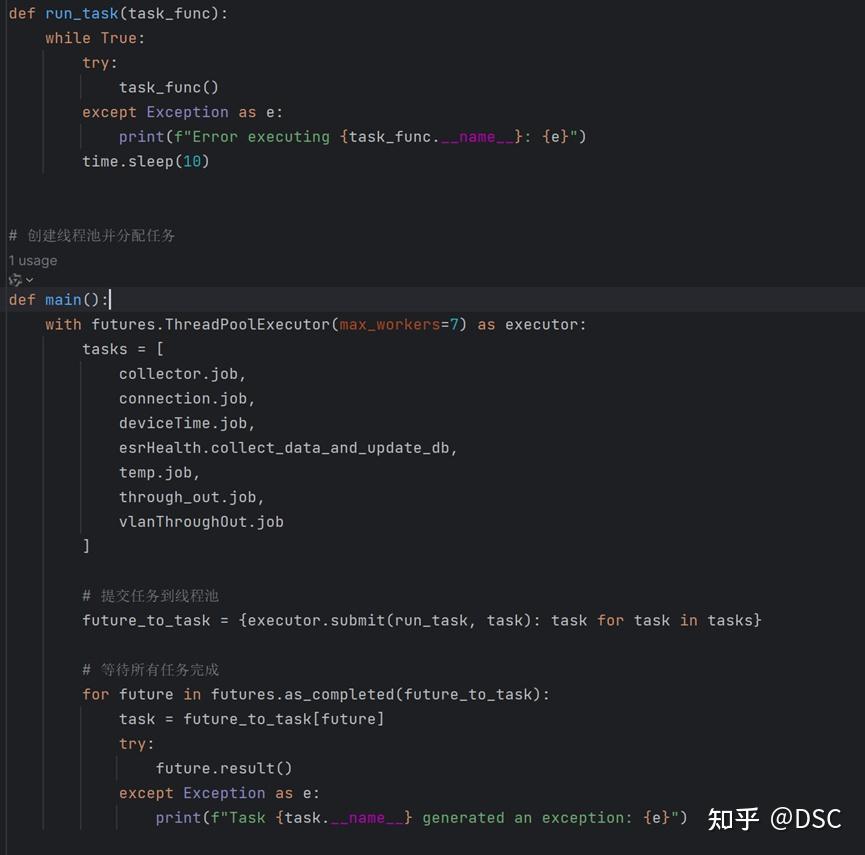 def run_task(task_func):
    while True:
        try:
            task_func()
        except Exception as e:
            print(f"Error executing {task_func.__name__}: {e}")
        time.sleep(10)
# 创建线程池并分配任务
1 usage
def main():
    with futures.ThreadPoolExecutor(max_workers=7) as executor:
        tasks = [
            collector.job,
            connection.job,
            deviceTime.job,
            esrHealth.collect_data_and_update_db,
            temp.job,
            through_out.job,
            vlanThroughOut.job
        ]
        # 提交任务到线程池
        future_to_task = {executor.submit(run_task, task): task for task in tasks}
        # 等待所有任务完成
        for future in futures.as_completed(future_to_task):
            task = future_to_task[future]
            try:
                future.result()
            except Exception as e:
                print(f"Task {task.__name__} generated an exception: {e}")
知乎 @DSC